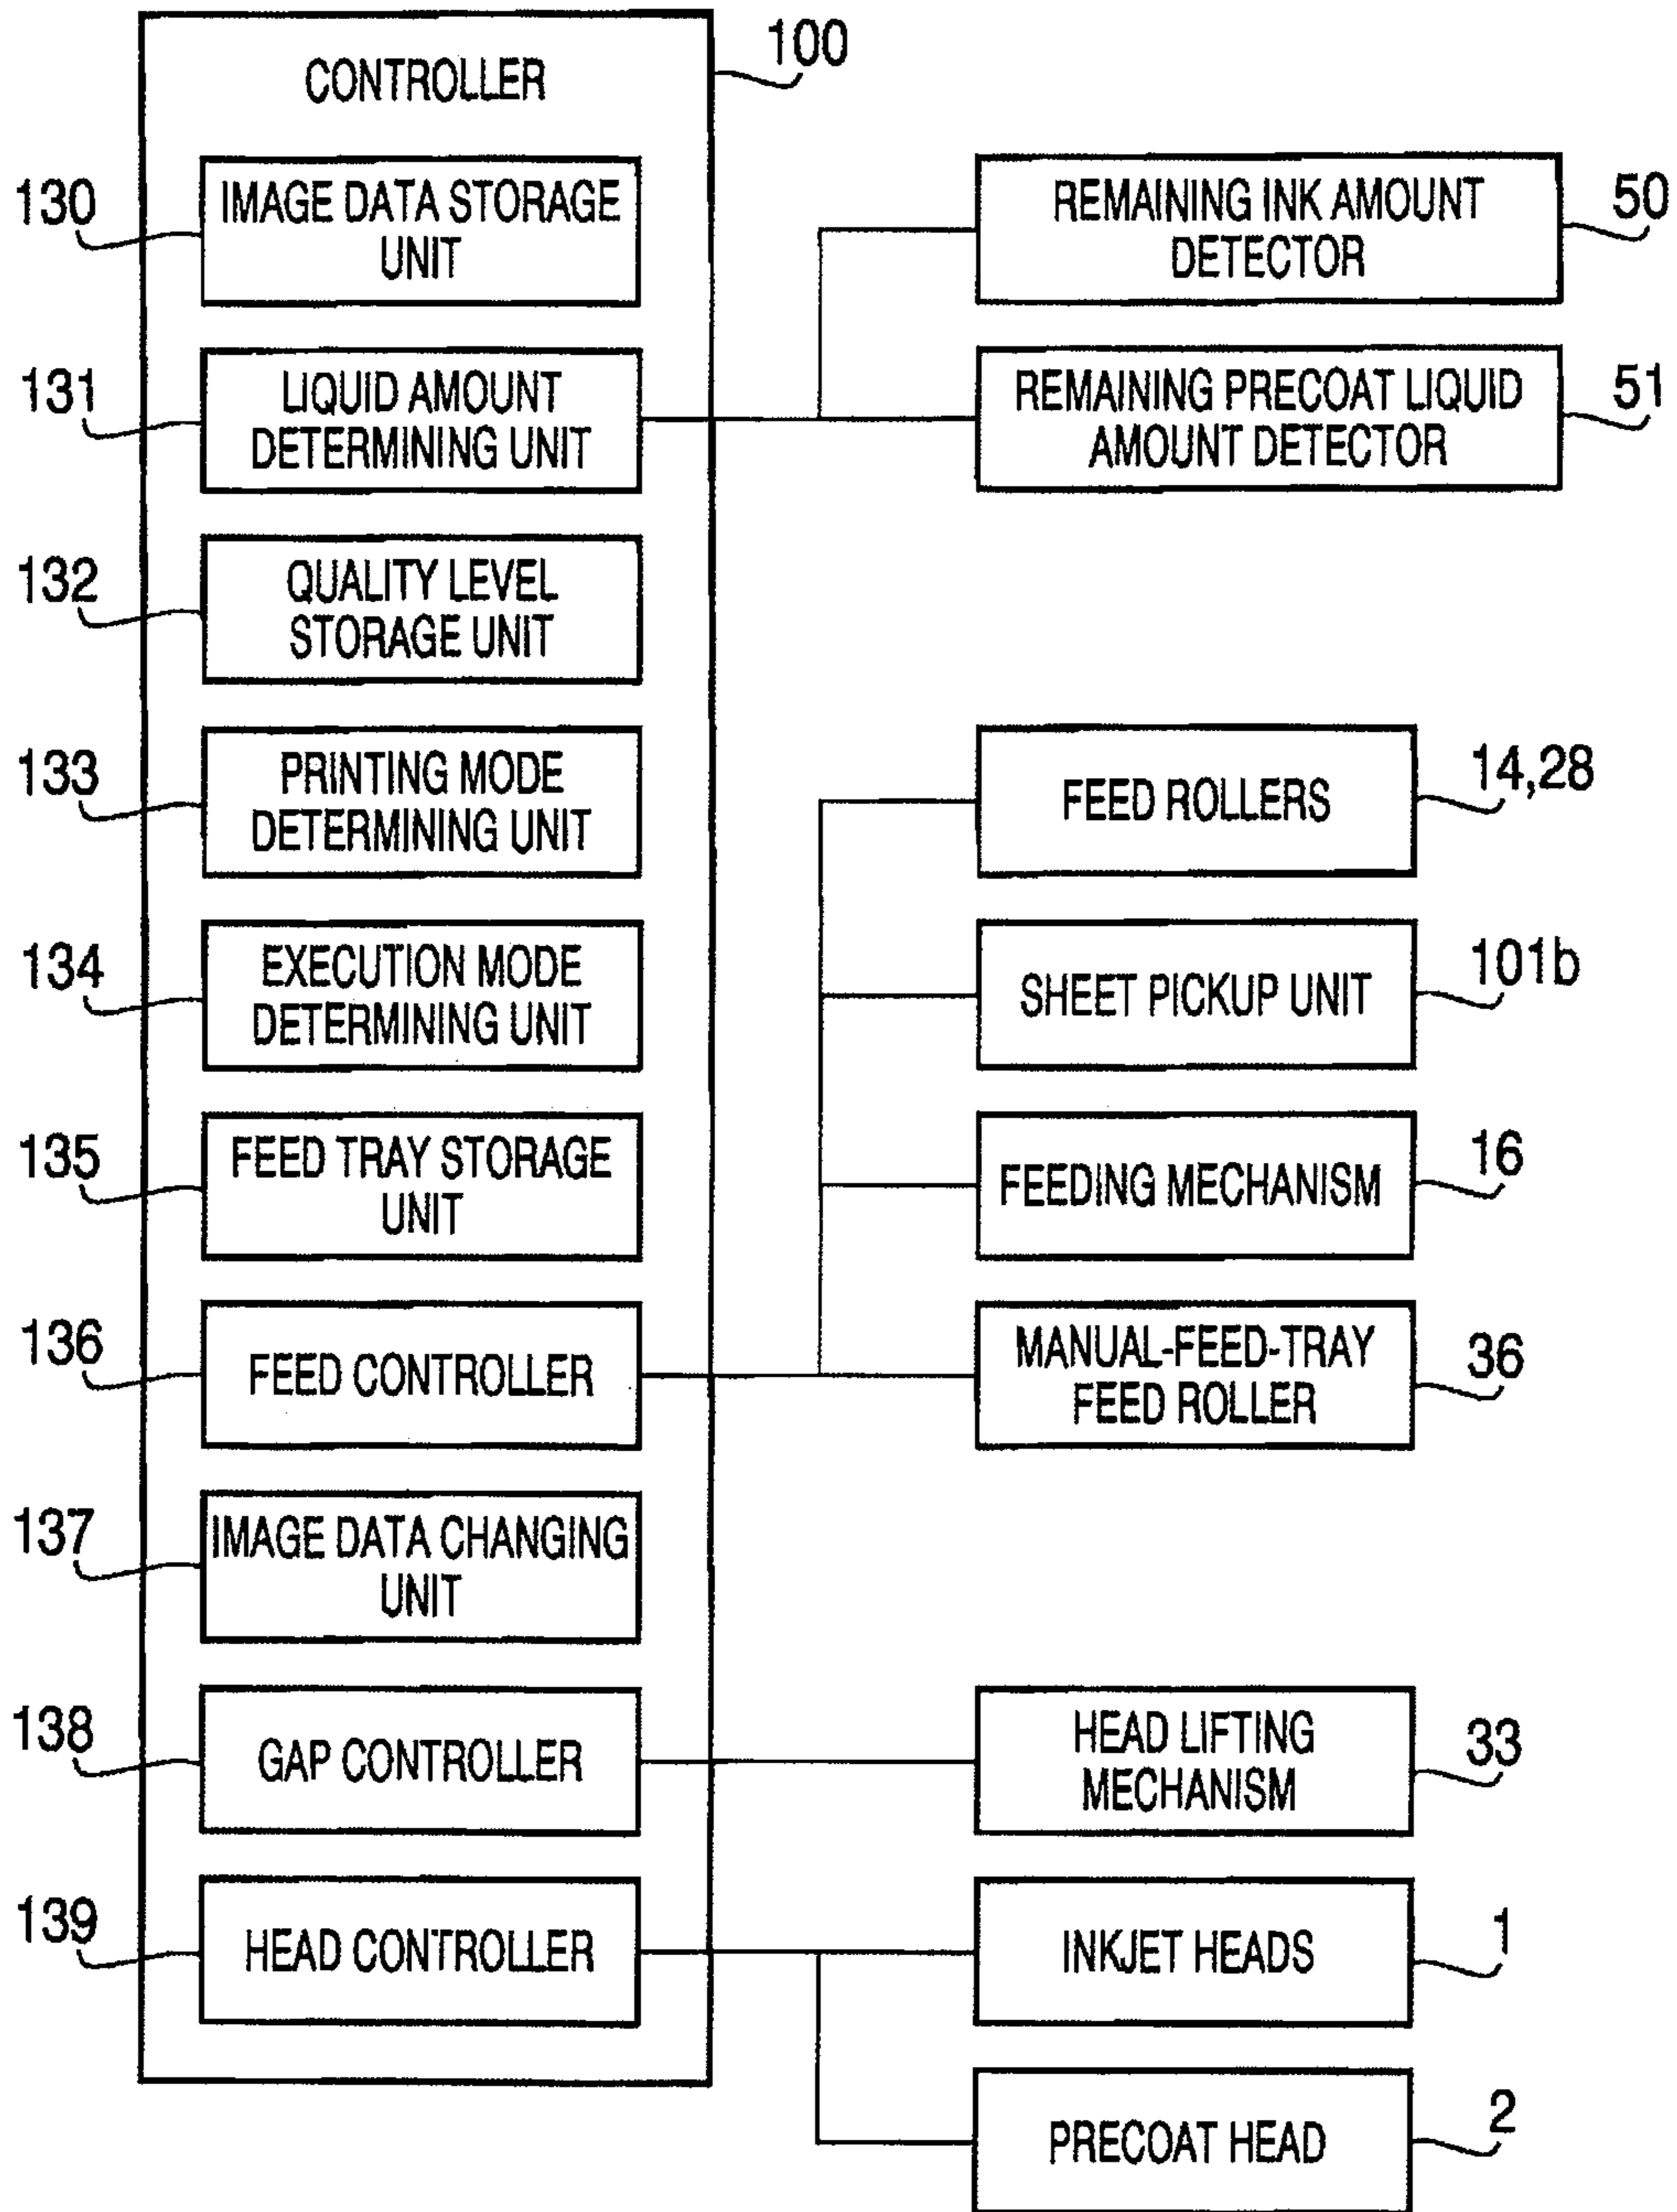 100
CONTROLLER
130
IMAGE DATA STORAGE
UNIT
REMAINING INK AMOUNT
DETECTOR
50
131
LIQUID AMOUNT
DETERMINING UNIT
REMAINING PRECOAT LIQUID
AMOUNT DETECTOR
51
132
QUALITY LEVEL
STORAGE UNIT
133
PRINTING MODE
DETERMINING UNIT
FEED ROLLERS
14,28
134
EXECUTION MODE
DETERMINING UNIT
SHEET PICKUP UNIT
101b
135
FEED TRAY STORAGE
UNIT
FEEDING MECHANISM
16
136
FEED CONTROLLER
MANUAL-FEED-TRAY
FEED ROLLER
36
137
IMAGE DATA CHANGING
UNIT
138
GAP CONTROLLER
HEAD LIFTING
MECHANISM
33
139
HEAD CONTROLLER
INKJET HEADS
1
PRECOAT HEAD
2